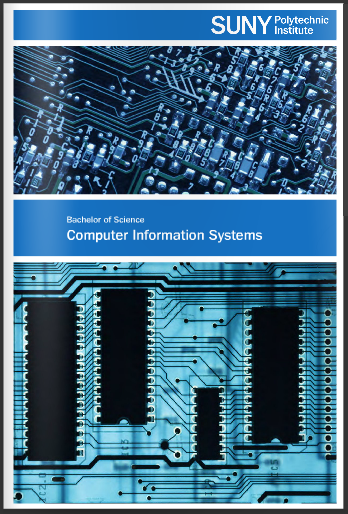 SUNY Polytechnic
Institute
Bachelor of Science
Computer Information Systems